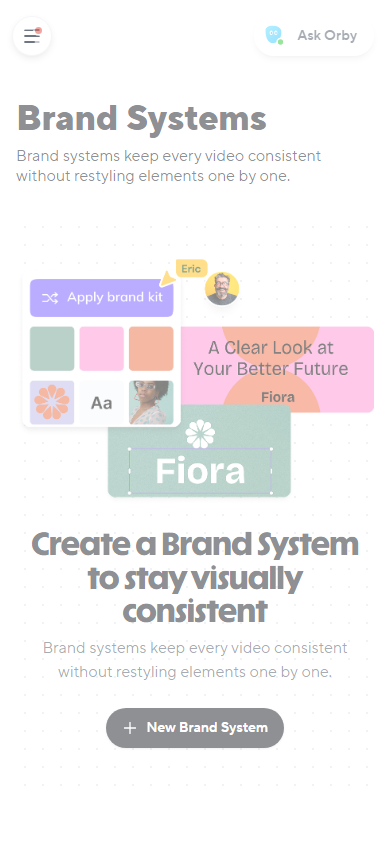 Ask Orby
Brand Systems
Brand systems keep every video consistent
without restyling elements one by one.
Eric
Apply brand kit
A Clear Look at
Your Better Future
Fiora
Aa
Fiora
Create a Brand System
to stay visually
consistent
Brand systems keep every video consistent
without restyling elements one by one.
New Brand System